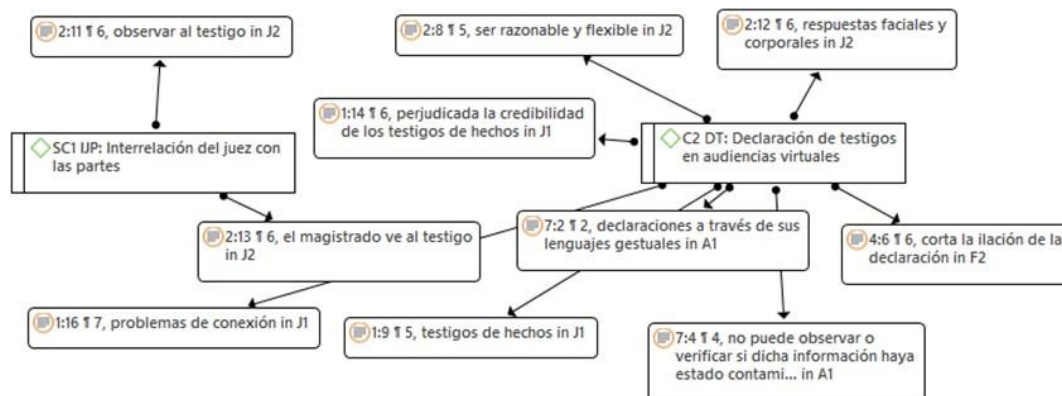 2:11 ¶ 6, observar al testigo in J2
2:8 ¶ 5, ser razonable y flexible in J2
2:12 ¶ 6, respuestas faciales y
corporales in J2
1:14 ¶ 6, perjudicada la credibilidad
de los testigos de hechos in J1
SC1 IJP: Interrelación del juez con
las partes
C2 DT: Declaración de testigos
en audiencias virtuales
2:13 ¶ 6, el magistrado ve al testigo
in J2
7:2 ¶ 2, declaraciones a través de sus
lenguajes gestuales in A1
4:6 ¶ 6, corta la ilación de la
declaración in F2
1:16 ¶ 7, problemas de conexión in J1
1:9 ¶ 5, testigos de hechos in J1
7:4 ¶ 4, no puede observar o
verificar si dicha información haya
estado contami... in A1